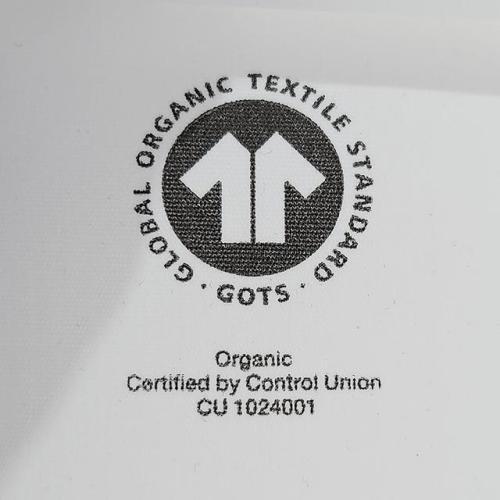 GLOBAL ORGANIC TEXTILE STANDARD
· GOTS ·
Organic
Certified by Control Union
CU 1024001